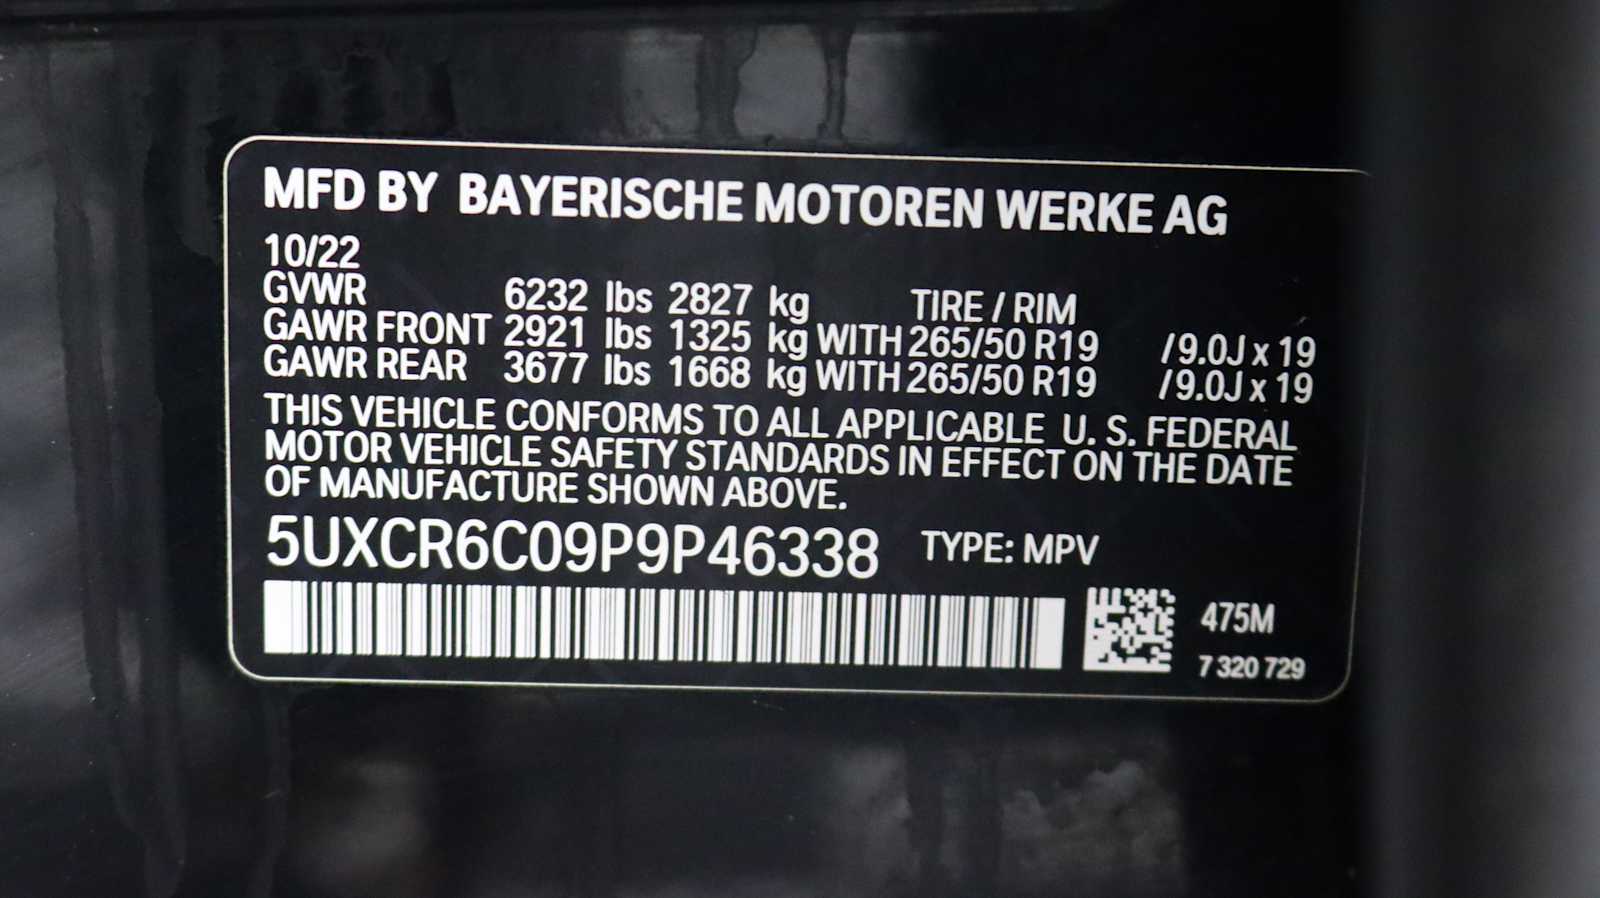 MFD BY BAYERISCHE MOTOREN WERKE AG
10/22
GVWR 6232 lbs 2827 kg TIRE / RIM
GAWR FRONT 2921 lbs 1325 kg WITH 265/50 R19 /9.0J x 19
GAWR REAR 3677 lbs 1668 kg WITH 265/50 R19 /9.0J x 19
THIS VEHICLE CONFORMS TO ALL APPLICABLE U. S. FEDERAL
MOTOR VEHICLE SAFETY STANDARDS IN EFFECT ON THE DATE
OF MANUFACTURE SHOWN ABOVE.
5UXCR6C09P9P46338 TYPE: MPV
475M
7 320 729